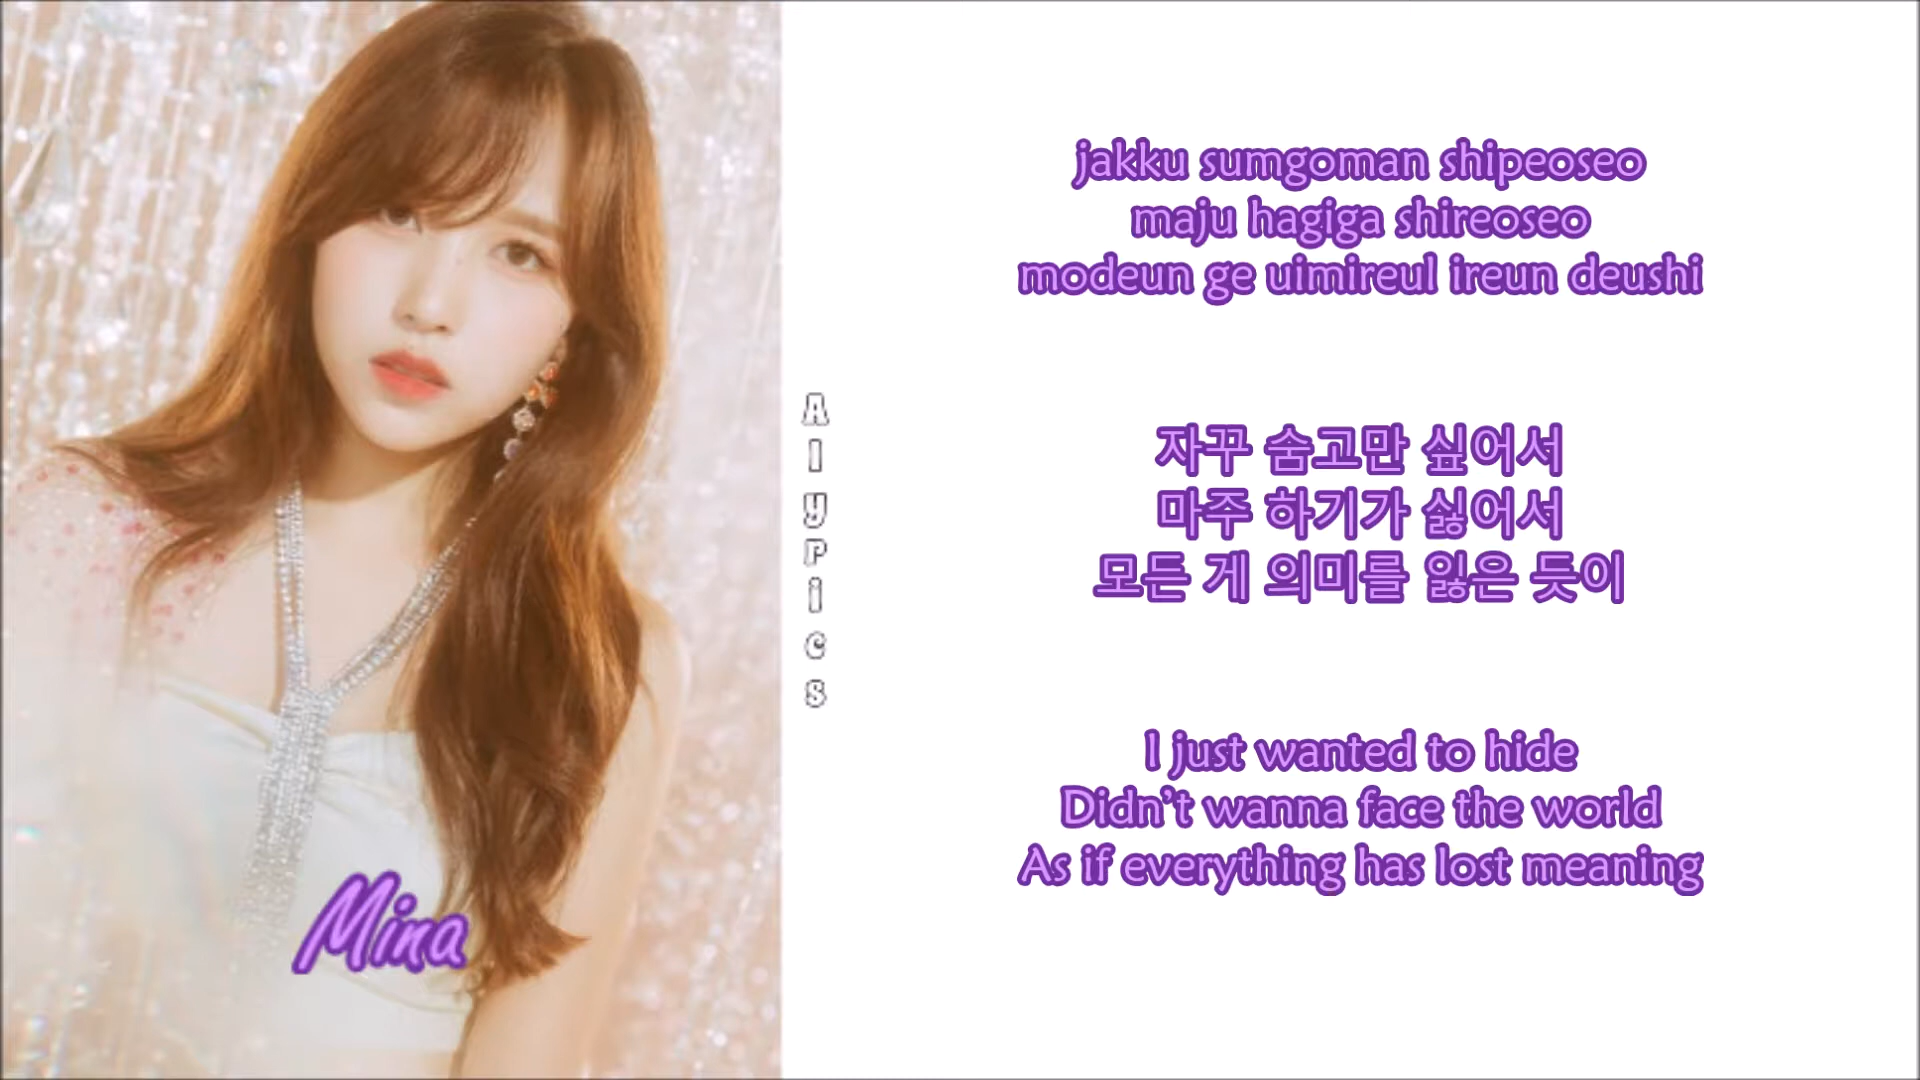 jakku sumgoman shipeoseo
maju hagiga shireoseo
modeun ge uimireul ireun deushi
자꾸 숨고만 싶어서
마주 하기가 싫어서
모든 게 의미를 잃은 듯이
I just wanted to hide
Didn't wanna face the world
As if everything has lost meaning
Alyrics
Mina